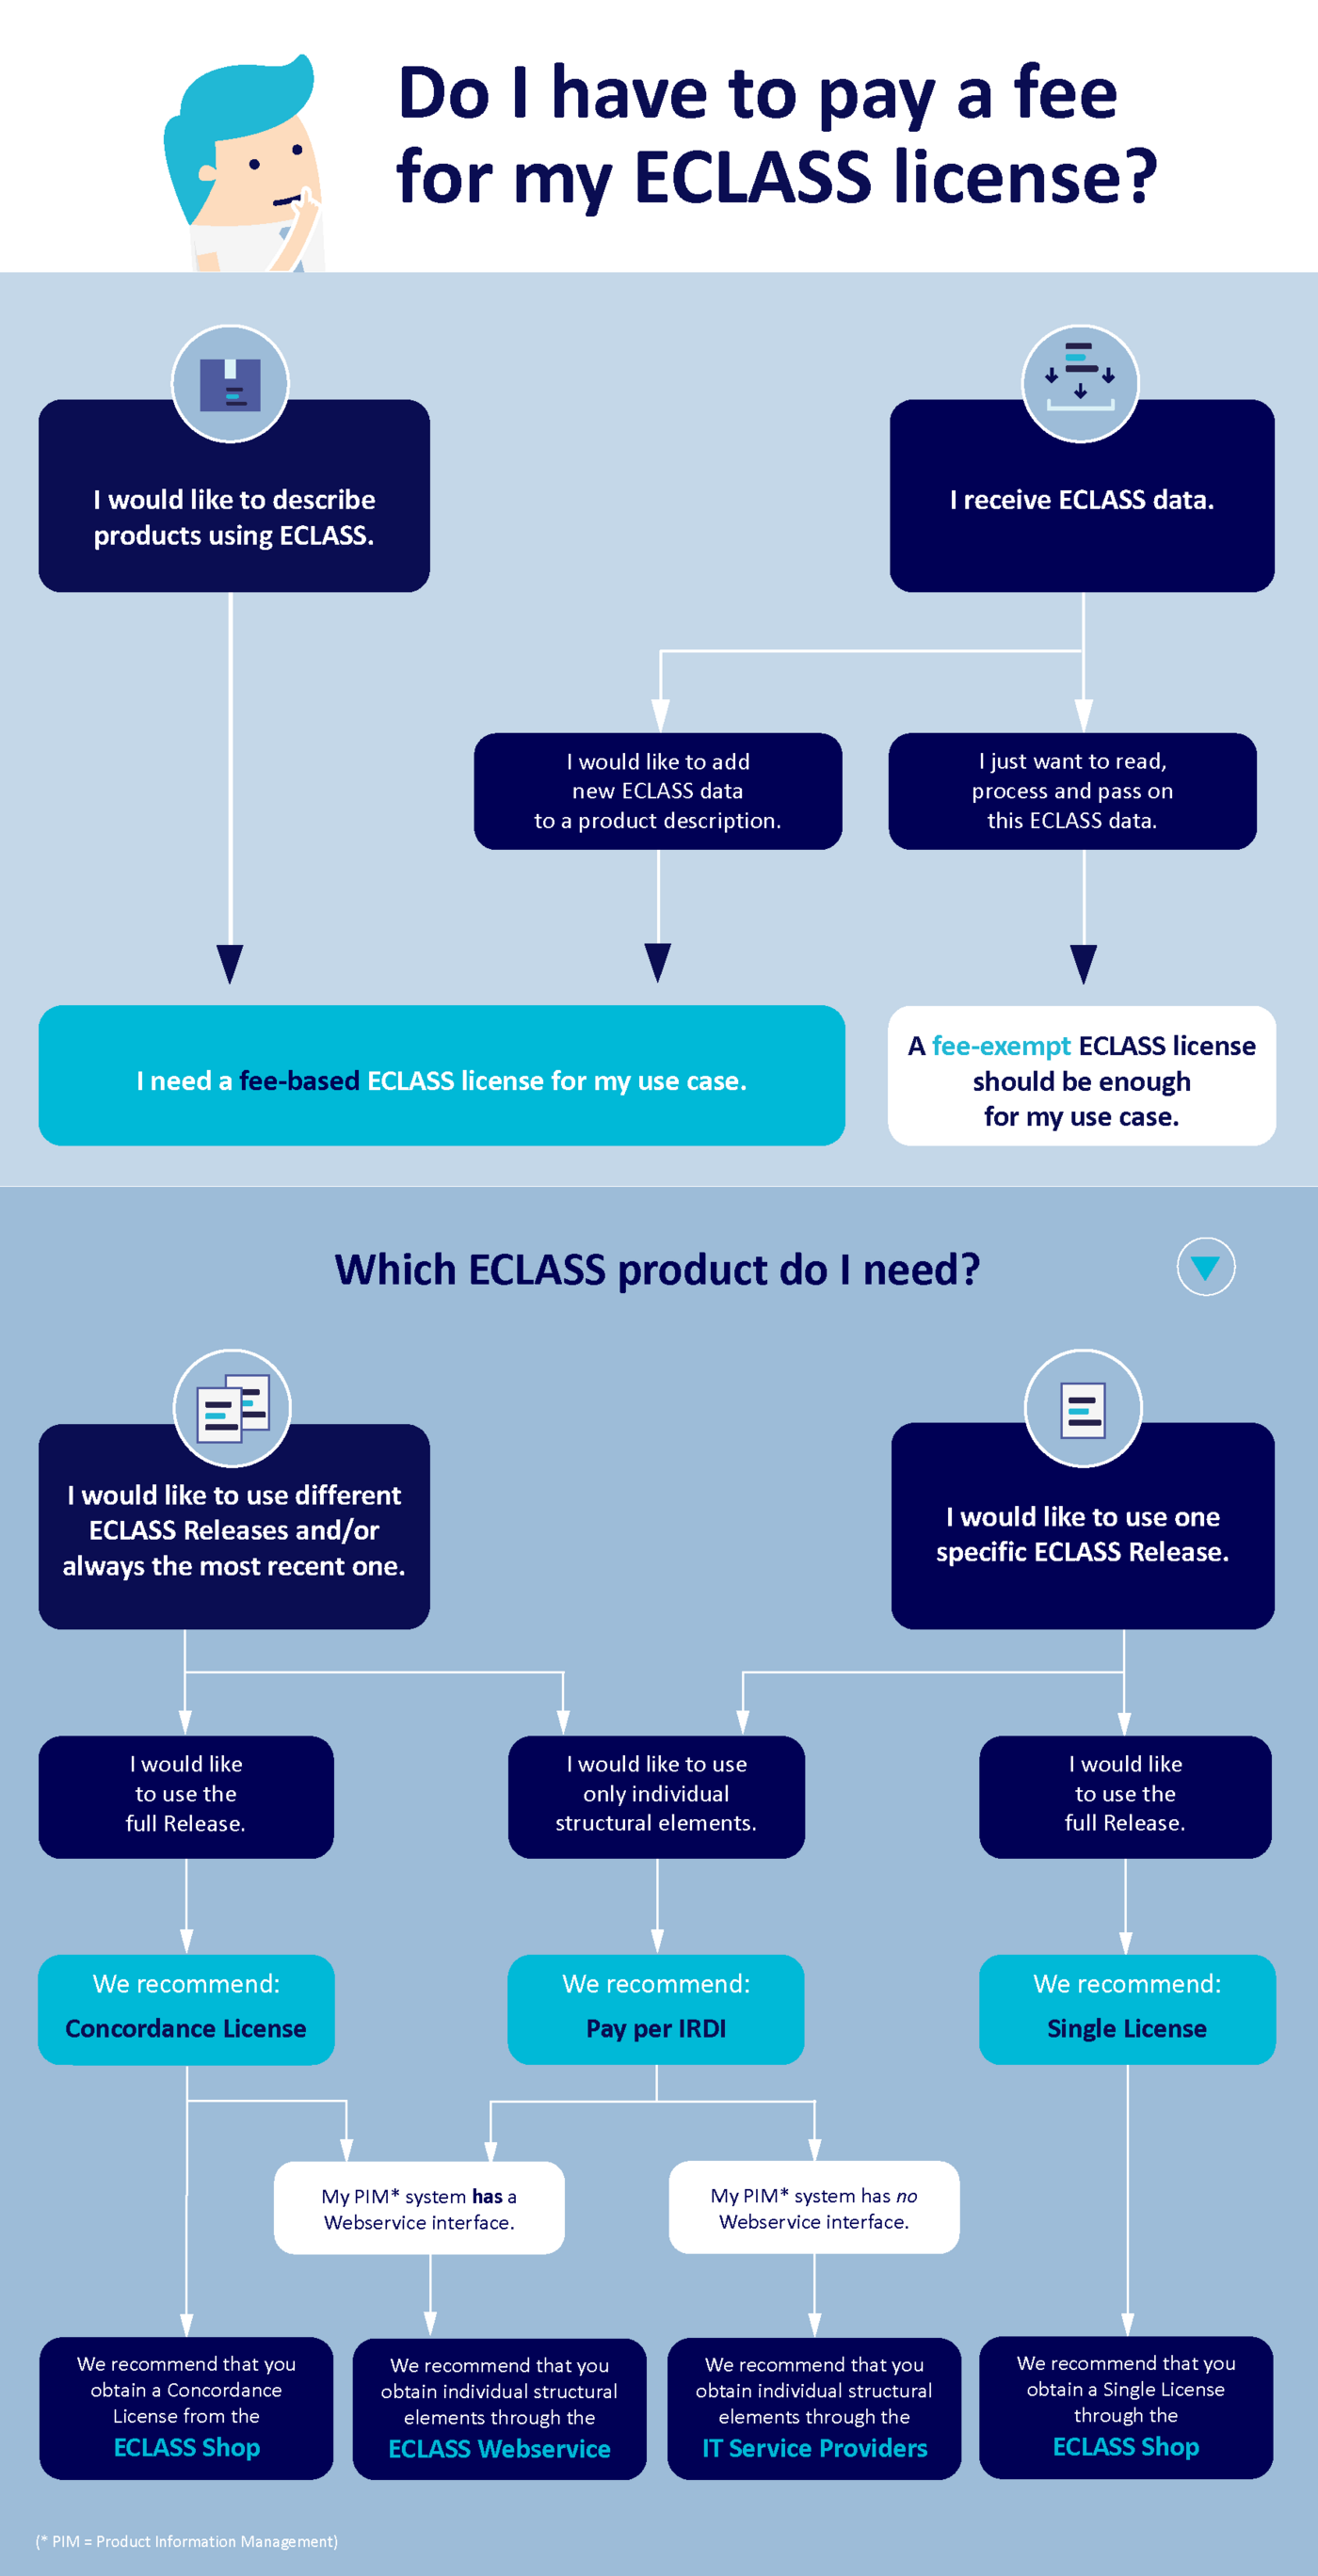 Do I have to pay a fee
for my ECLASS license?
I would like to describe
products using ECLASS.
I receive ECLASS data.
I would like to add
new ECLASS data
to a product description.
I just want to read,
process and pass on
this ECLASS data.
I need a fee-based ECLASS license for my use case.
A fee-exempt ECLASS license
should be enough
for my use case.
Which ECLASS product do I need?
I would like to use different
ECLASS Releases and/or
always the most recent one.
I would like to use one
specific ECLASS Release.
I would like
to use the
full Release.
I would like to use
only individual
structural elements.
I would like
to use the
full Release.
We recommend:
Concordance License
We recommend:
Pay per IRDI
We recommend:
Single License
My PIM* system has a
Webservice interface.
My PIM* system has no
Webservice interface.
We recommend that you
obtain a Concordance
License from the
ECLASS Shop
We recommend that you
obtain individual structural
elements through the
ECLASS Webservice
We recommend that you
obtain individual structural
elements through the
IT Service Providers
We recommend that you
obtain a Single License
through the
ECLASS Shop
(* PIM = Product Information Management)